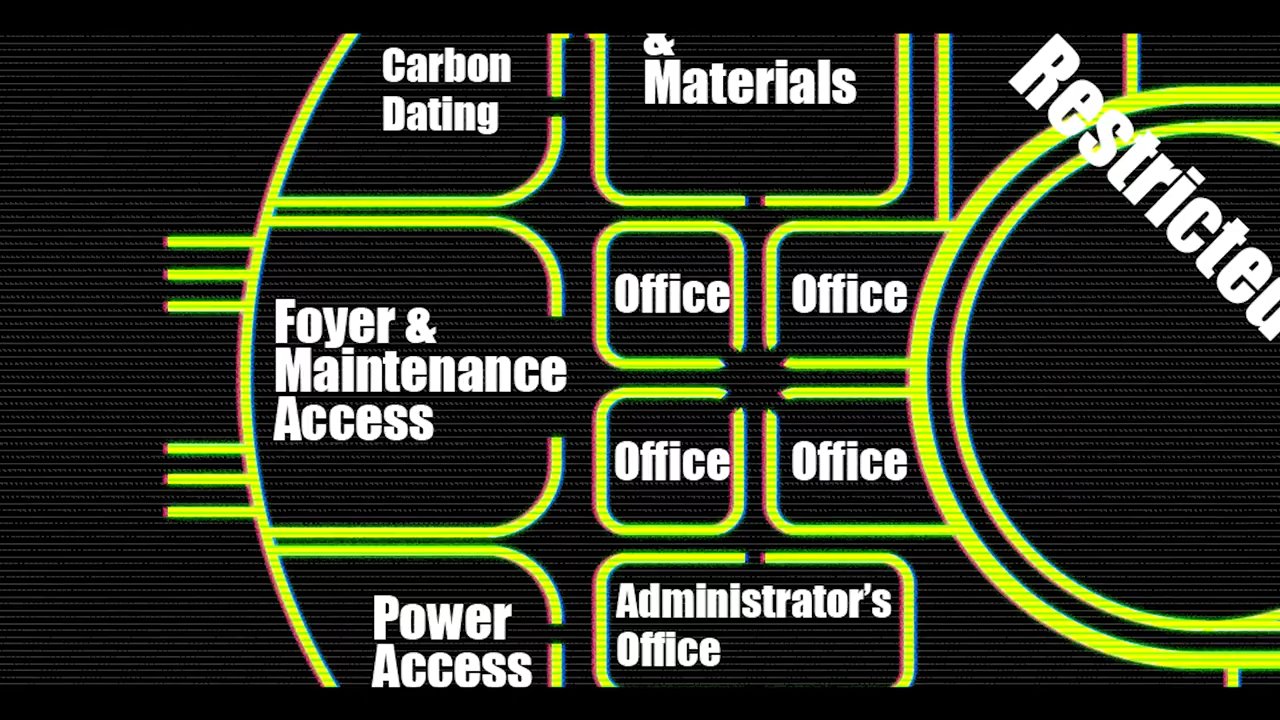 Carbon
Dating
&
Materials
Restricted
Office
Office
Foyer &
Maintenance
Access
Office
Office
Administrator’s
Office
Power
Access